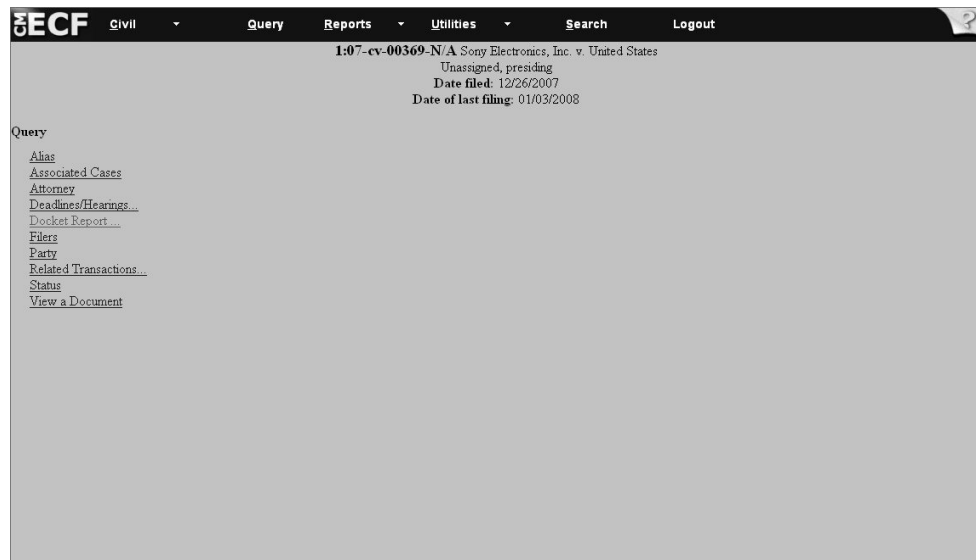 CM ECF Civil Query Reports Utilities Search Logout ?
1:07-cv-00369-N/A Sony Electronics, Inc. v. United States
Unassigned, presiding
Date filed: 12/26/2007
Date of last filing: 01/03/2008
Query
Alias
Associated Cases
Attorney
Deadlines/Hearings...
Docket Report ...
Filers
Party
Related Transactions...
Status
View a Document